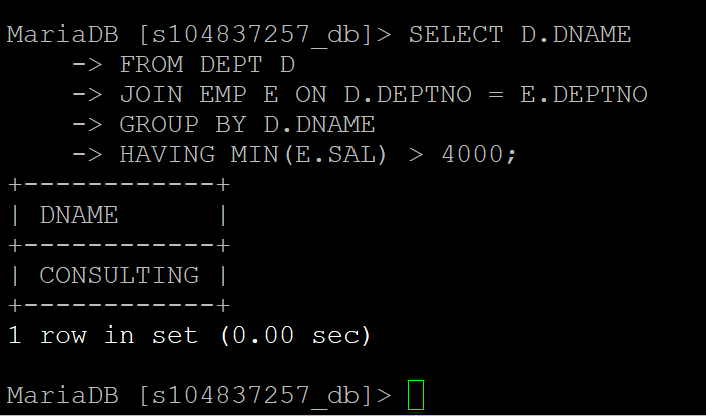 MariaDB [s104837257_db]> SELECT D.DNAME
    -> FROM DEPT D
    -> JOIN EMP E ON D.DEPTNO = E.DEPTNO
    -> GROUP BY D.DNAME
    -> HAVING MIN(E.SAL) > 4000;
+------------+
| DNAME      |
+------------+
| CONSULTING |
+------------+
1 row in set (0.00 sec)
MariaDB [s104837257_db]>